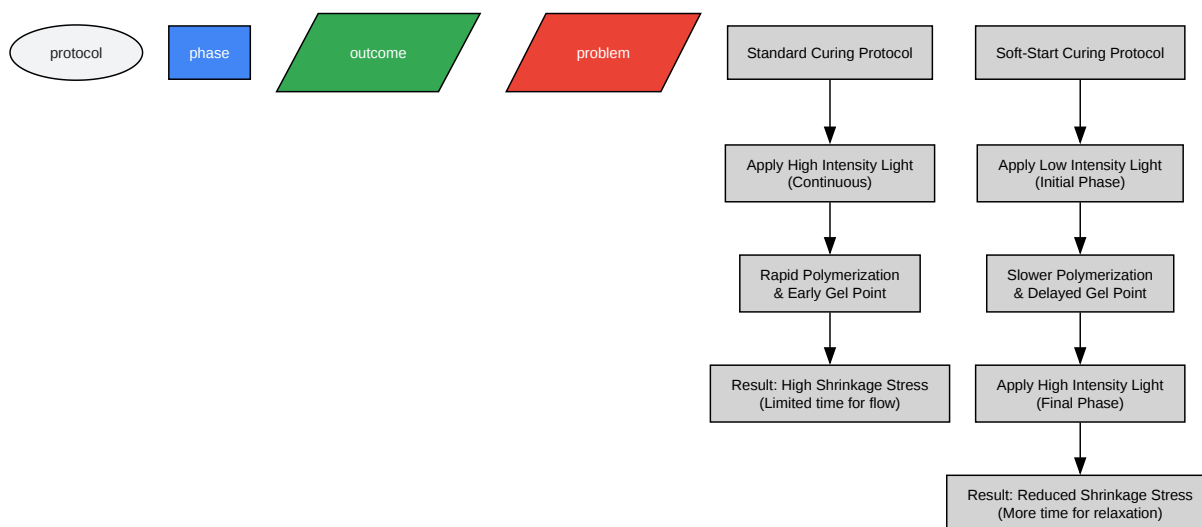 protocol
phase
outcome
problem
Standard Curing Protocol
Apply High Intensity Light
(Continuous)
Rapid Polymerization
& Early Gel Point
Result: High Shrinkage Stress
(Limited time for flow)
Soft-Start Curing Protocol
Apply Low Intensity Light
(Initial Phase)
Slower Polymerization
& Delayed Gel Point
Apply High Intensity Light
(Final Phase)
Result: Reduced Shrinkage Stress
(More time for relaxation)